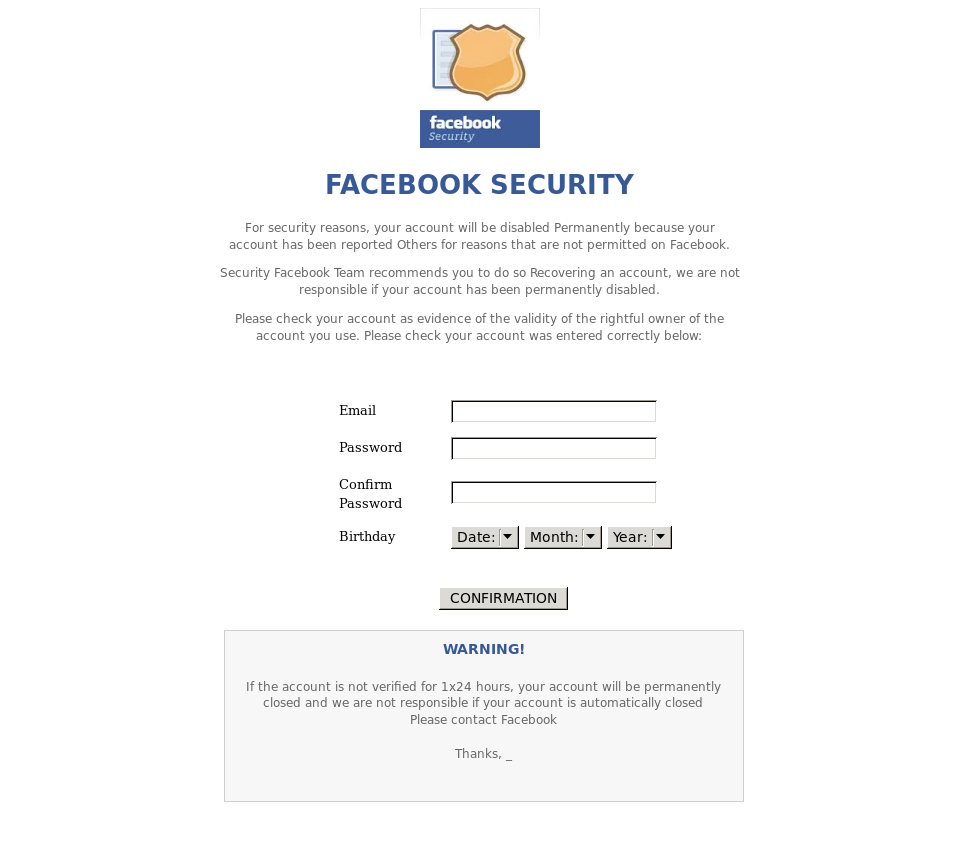 facebook
Security
FACEBOOK SECURITY
For security reasons, your account will be disabled Permanently because your
account has been reported Others for reasons that are not permitted on Facebook.
Security Facebook Team recommends you to do so Recovering an account, we are not
responsible if your account has been permanently disabled.
Please check your account as evidence of the validity of the rightful owner of the
account you use. Please check your account was entered correctly below:
Email
Password
Confirm
Password
Birthday Date: Month: Year:
CONFIRMATION
WARNING!
If the account is not verified for 1x24 hours, your account will be permanently
closed and we are not responsible if your account is automatically closed
Please contact Facebook
Thanks, _